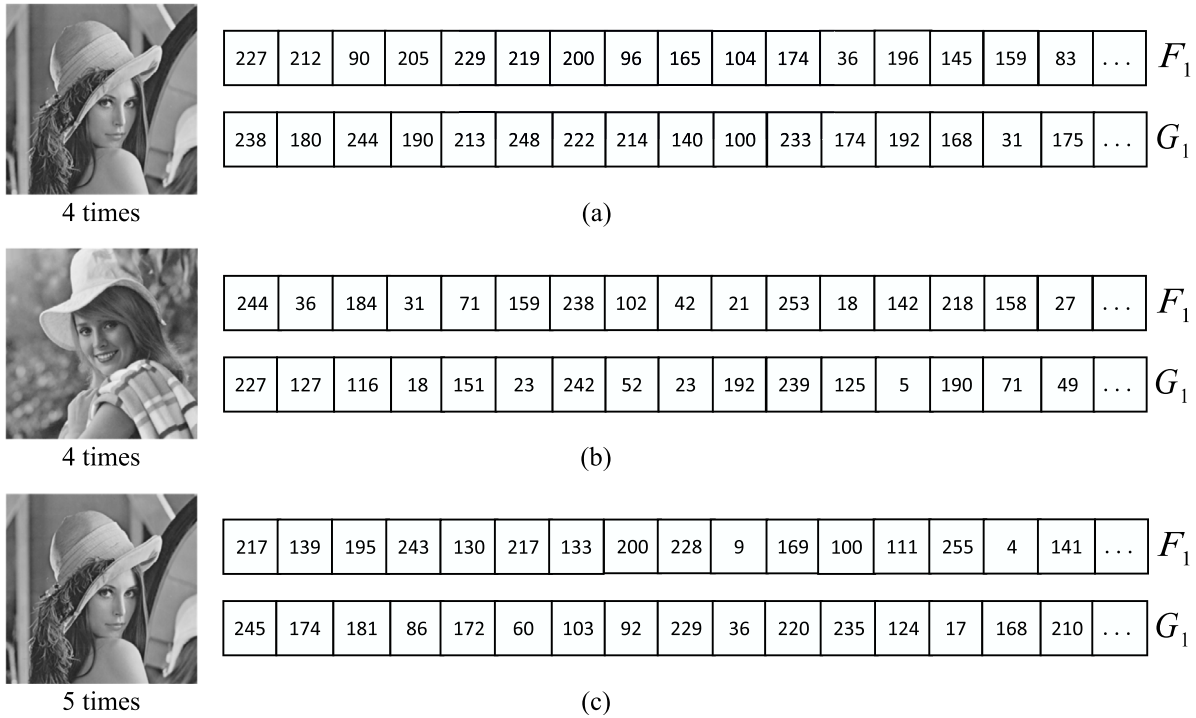 227 212 90 205 229 219 200 96 165 104 174 36 196 145 159 83 ... F1
238 180 244 190 213 248 222 214 140 100 233 174 192 168 31 175 ... G1
4 times
(a)
244 36 184 31 71 159 238 102 42 21 253 18 142 218 158 27 ... F1
227 127 116 18 151 23 242 52 23 192 239 125 5 190 71 49 ... G1
4 times
(b)
217 139 195 243 130 217 133 200 228 9 169 100 111 255 4 141 ... F1
245 174 181 86 172 60 103 92 229 36 220 235 124 17 168 210 ... G1
5 times
(c)